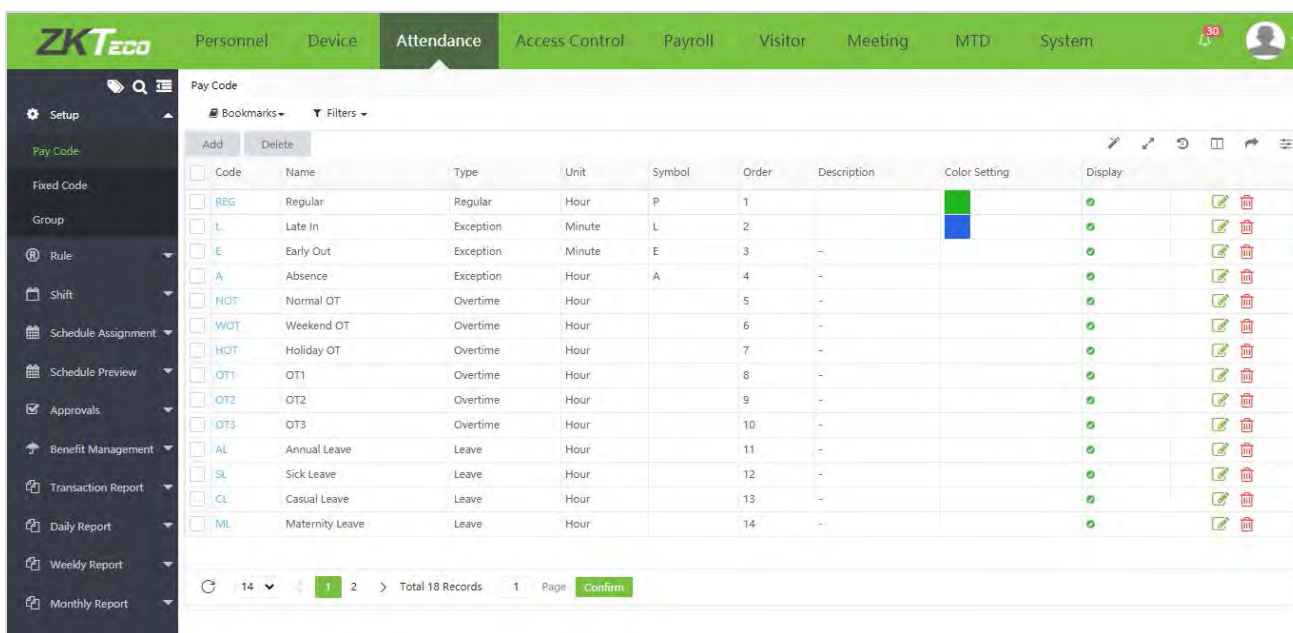 ZKTeco Personnel Device Attendance Access Control Payroll Visitor Meeting MTD System 30
Pay Code
Setup Bookmarks Filters
Pay Code Add Delete
Code Name Type Unit Symbol Order Description Color Setting Display
Fixed Code
REG Regular Regular Hour P 1
Group
L Late In Exception Minute L 2
E Early Out Exception Minute E 3 -
Rule
A Absence Exception Hour A 4 -
Shift
NOT Normal OT Overtime Hour 5 -
WOT Weekend OT Overtime Hour 6 -
Schedule Assignment
HOT Holiday OT Overtime Hour 7 -
Schedule Preview
OT1 OT1 Overtime Hour 8 -
OT2 OT2 Overtime Hour 9 -
Approvals
OT3 OT3 Overtime Hour 10 -
Benefit Management
AL Annual Leave Leave Hour 11 -
SL Sick Leave Leave Hour 12 -
Transaction Report
CL Casual Leave Leave Hour 13 -
ML Maternity Leave Leave Hour 14 -
Daily Report
Weekly Report
14 1 2 > Total 18 Records 1 Page Confirm
Monthly Report